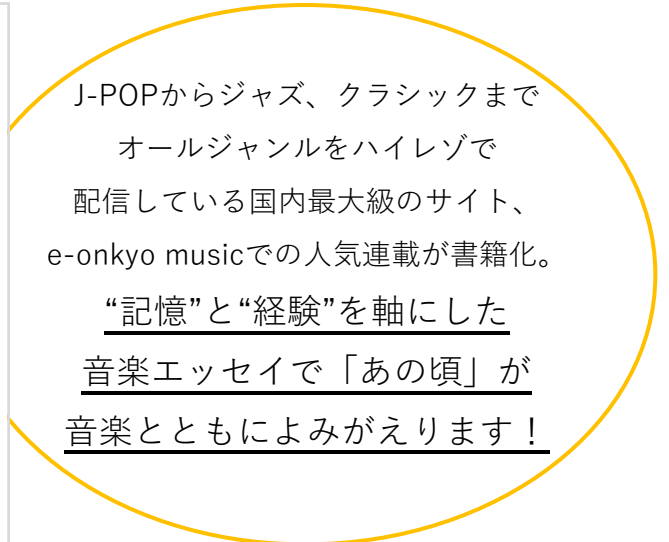 J-POPからジャズ、クラシックまで
オールジャンルをハイレゾで
配信している国内最大級のサイト、
e-onkyo musicでの人気連載が書籍化。
“記憶”と“経験”を軸にした
音楽エッセイで「あの頃」が
音楽とともによみがえります！